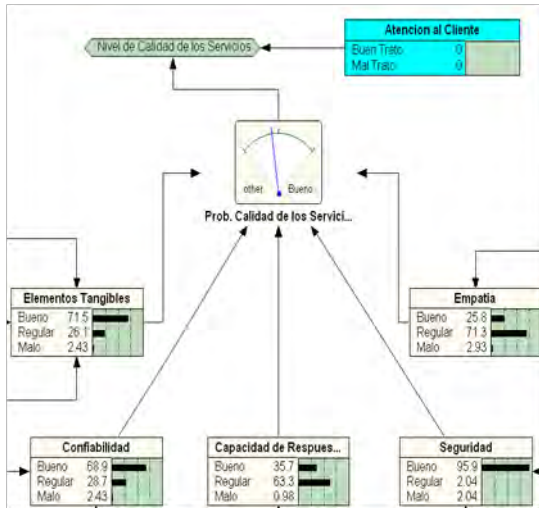 Atencion al Cliente
Nivel de Calidad de los Servicios
Buen Trato 0
Mal Trato 0
other Bueno
Prob. Calidad de los Servici...
Elementos Tangibles
Bueno 71.5
Regular 26.1
Malo 2.43
Empatia
Bueno 25.8
Regular 71.3
Malo 2.93
Confiabilidad
Bueno 68.9
Regular 28.7
Malo 2.43
Capacidad de Respues...
Bueno 35.7
Regular 63.3
Malo 0.98
Seguridad
Bueno 95.9
Regular 2.04
Malo 2.04